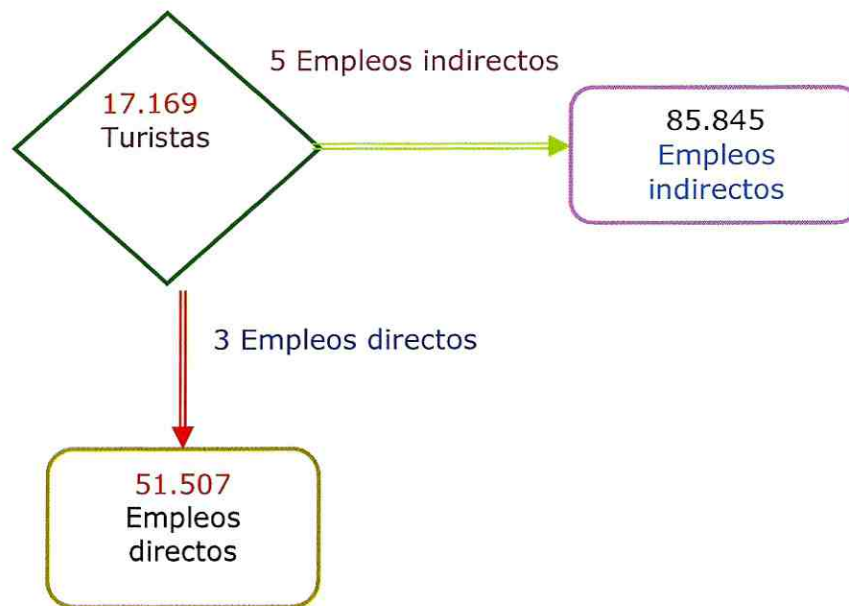 5 Empleos indirectos
17.169
Turistas
85.845
Empleos
indirectos
3 Empleos directos
51.507
Empleos
directos